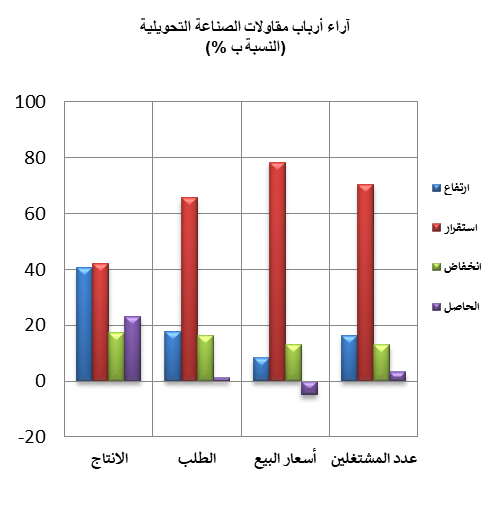 آراء أرباب مقاولات الصناعة التحويلية
(النسبة ب %)
100
80
60
40
20
0
-20
الانتاج
الطلب
أسعار البيع
عدد المشتغلين
ارتفاع
استقرار
انخفاض
الحاصل